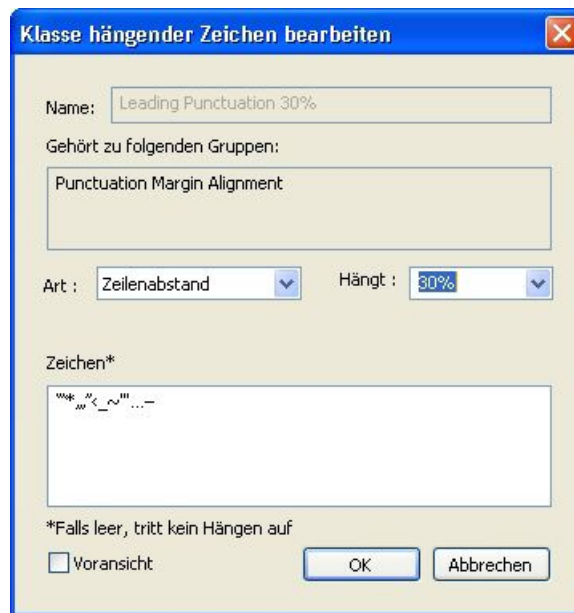 Klasse hängender Zeichen bearbeiten
Name: Leading Punctuation 30%
Gehört zu folgenden Gruppen:
Punctuation Margin Alignment
Art : Zeilenabstand Hängt : 30%
Zeichen*
*Falls leer, tritt kein Hängen auf
Voransicht OK Abbrechen